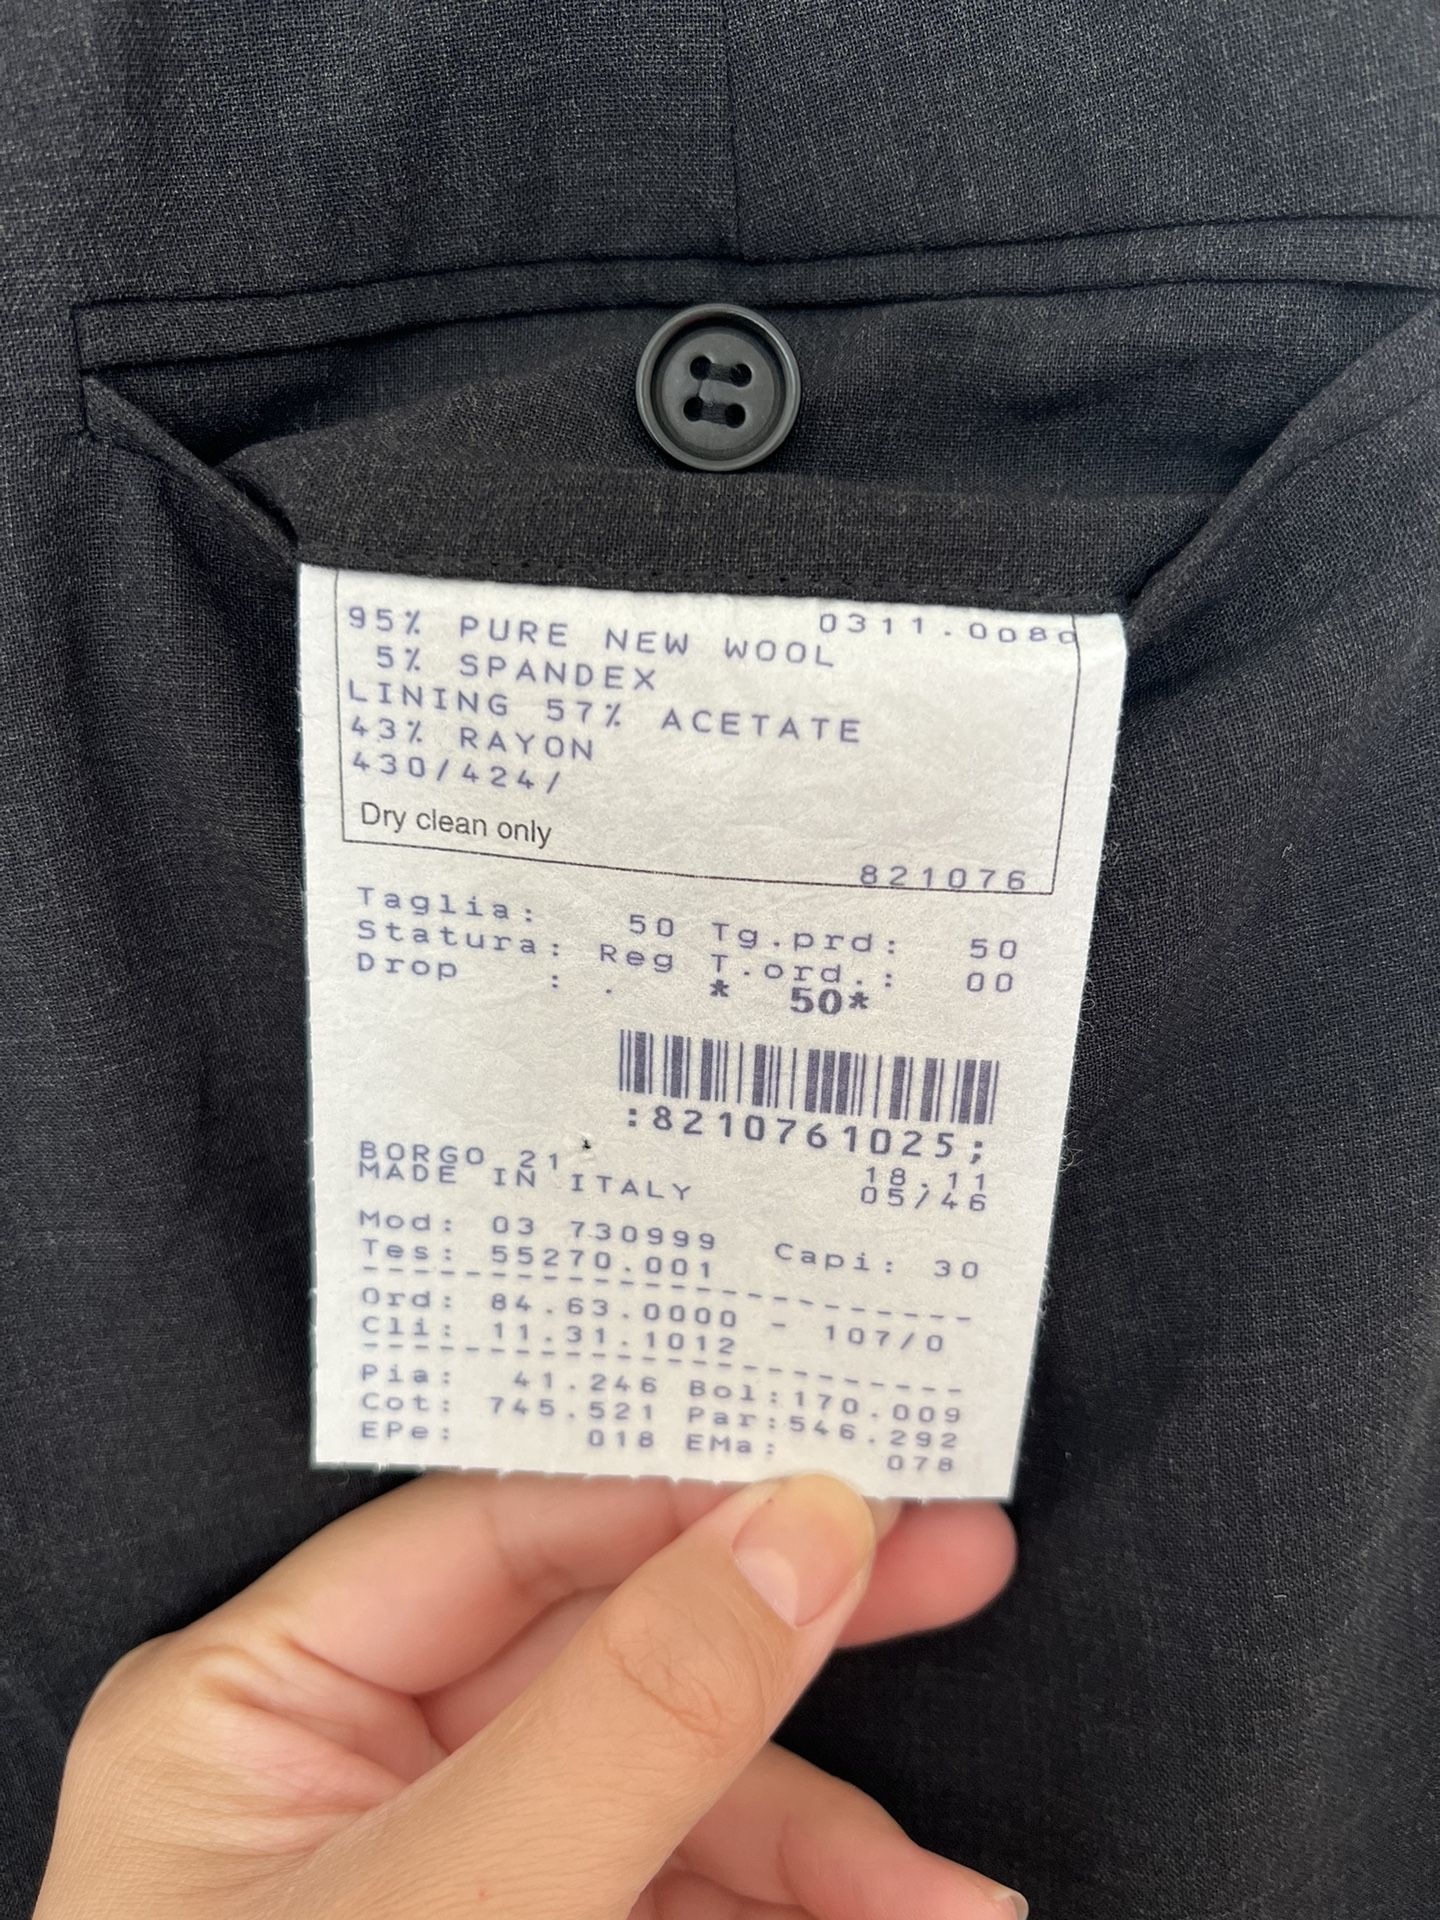 0311.0080
95% PURE NEW WOOL
5% SPANDEX
LINING 57% ACETATE
43% RAYON
430/424/
Dry clean only
821076
Taglia: 50 Tg.prd: 50
Statura: Reg T.ord.: 00
Drop : . * 50*
:8210761025;
BORGO 21 18.11
MADE IN ITALY 05/46
Mod: 03 730999 Capi: 30
Tes: 55270.001
Ord: 84.63.0000 - 107/0
Cli: 11.31.1012
Pia: 41.246 Bol:170.009
Cot: 745.521 Par:546.292
EPe: 018 EMa: 078